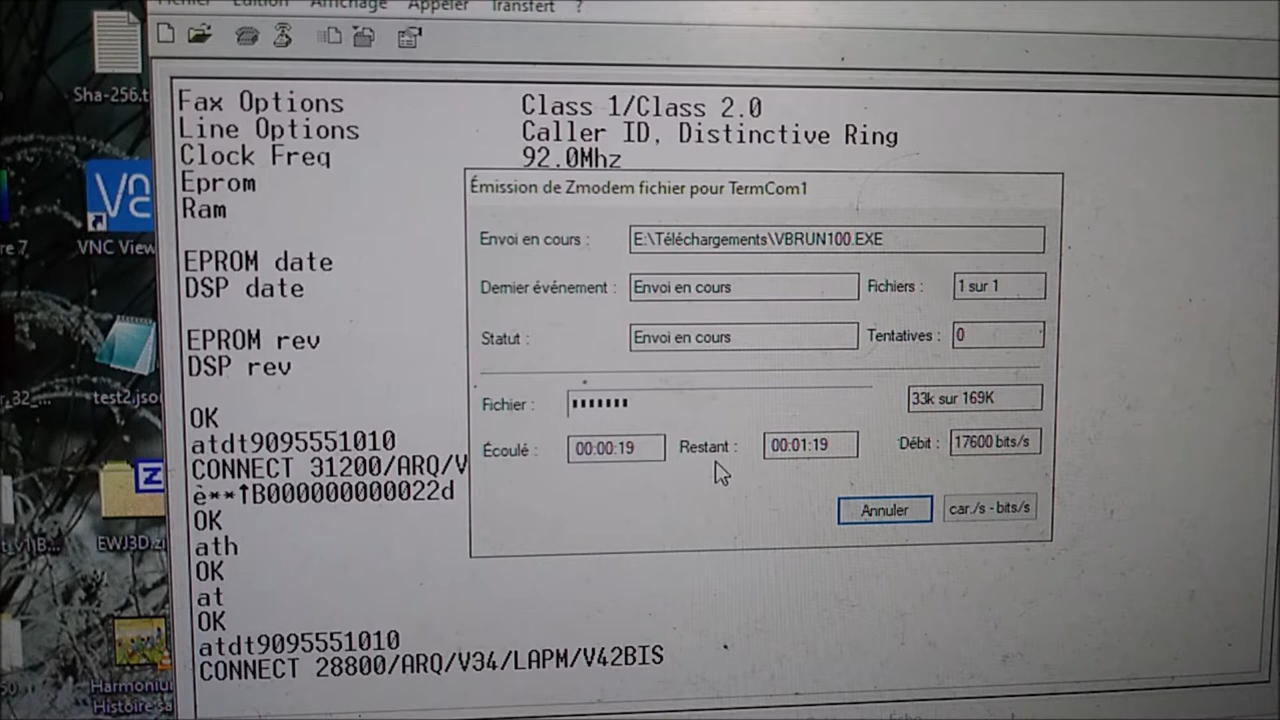 Fichier Edition Affichage Appeler Transfert ?
Sha-256.t
VNC View
re 7
test2.jso
r_32_...
EWJ3D.zi
Harmoniu
Histoire sa
Fax Options Class 1/Class 2.0
Line Options Caller ID, Distinctive Ring
Clock Freq 92.0Mhz
Eprom
Ram
EPROM date
DSP date
EPROM rev
DSP rev
OK
atdt9095551010
CONNECT 31200/ARQ/V
è**↑B000000000022d
OK
ath
OK
at
OK
atdt9095551010
CONNECT 28800/ARQ/V34/LAPM/V42BIS
Émission de Zmodem fichier pour TermCom1
Envoi en cours : E:\Téléchargements\VBRUN100.EXE
Dernier événement : Envoi en cours Fichiers : 1 sur 1
Statut : Envoi en cours Tentatives : 0
Fichier : 33k sur 169K
Écoulé : 00:00:19 Restant : 00:01:19 Débit : 17600 bits/s
Annuler car./s - bits/s